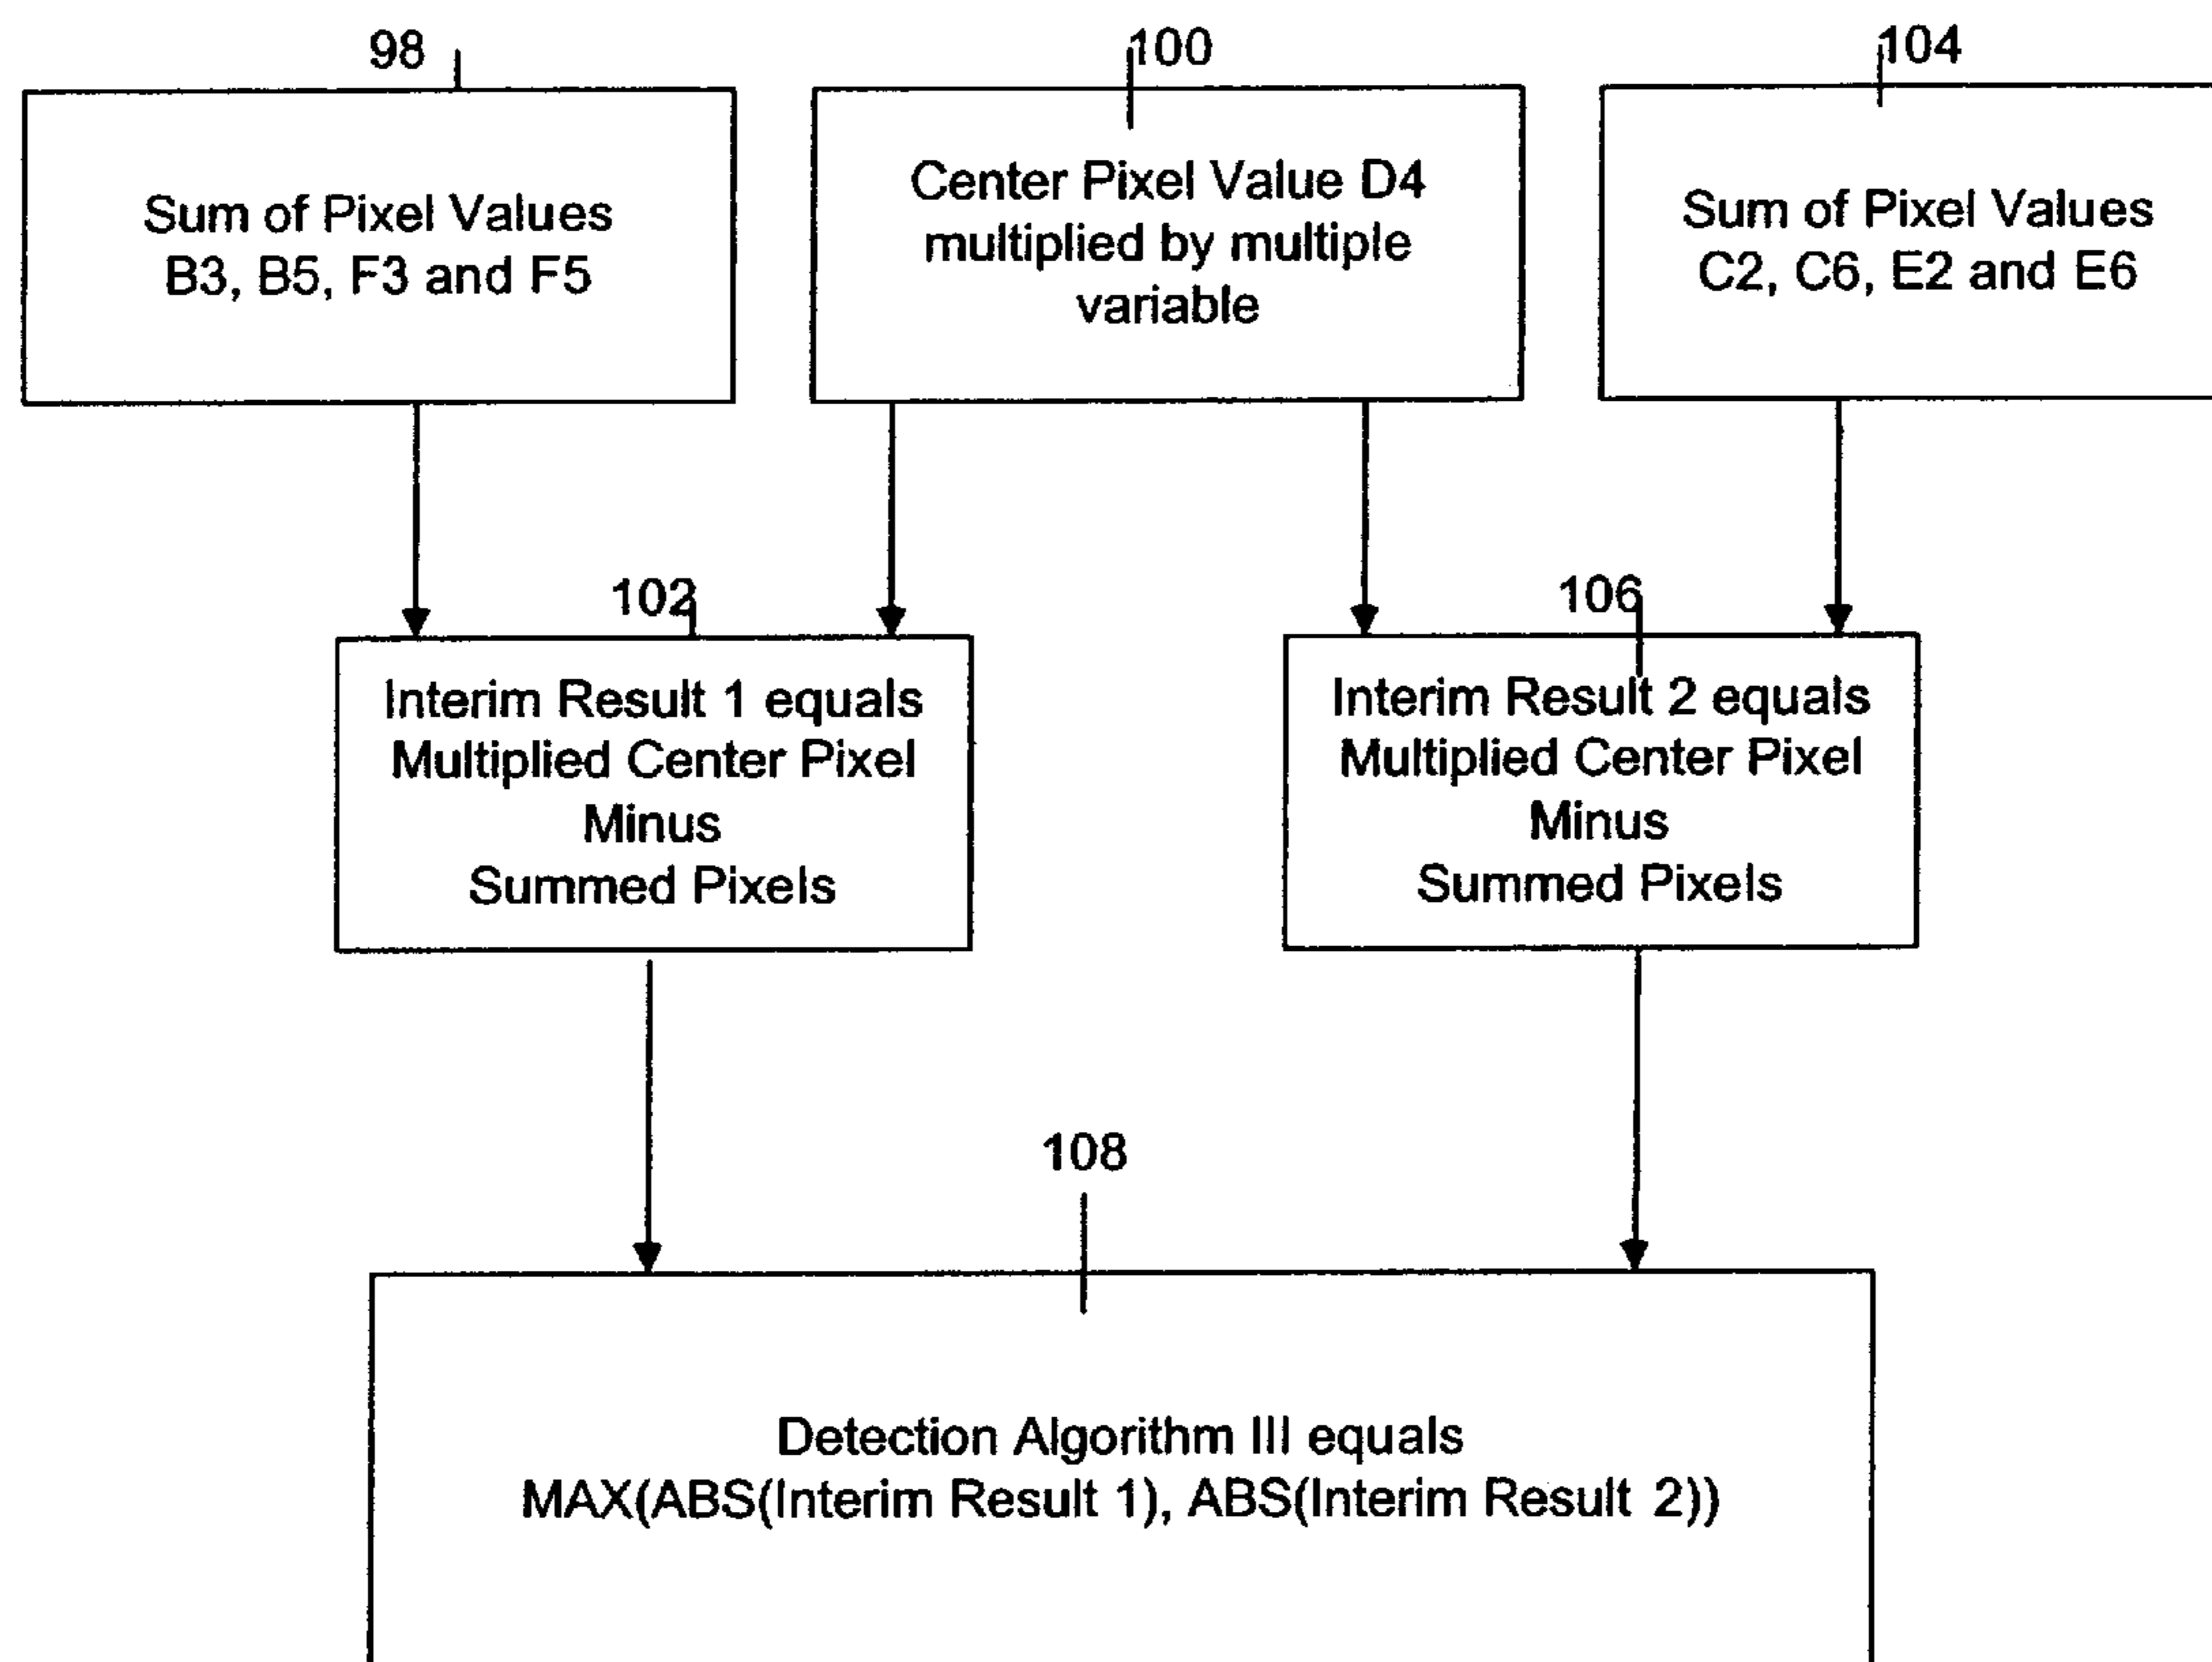 98
100
104
Sum of Pixel Values
B3, B5, F3 and F5
Center Pixel Value D4
multiplied by multiple
variable
Sum of Pixel Values
C2, C6, E2 and E6
102
106
Interim Result 1 equals
Multiplied Center Pixel
Minus
Summed Pixels
Interim Result 2 equals
Multiplied Center Pixel
Minus
Summed Pixels
108
Detection Algorithm III equals
MAX(ABS(Interim Result 1), ABS(Interim Result 2))